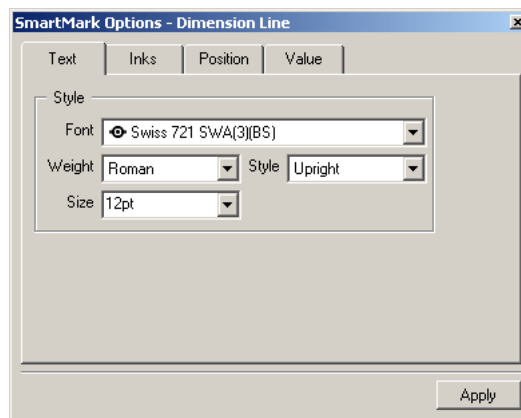 SmartMark Options - Dimension Line
Text Inks Position Value
Style
Font Swiss 721 SWA(3)(BS)
Weight Roman Style Upright
Size 12pt
Apply